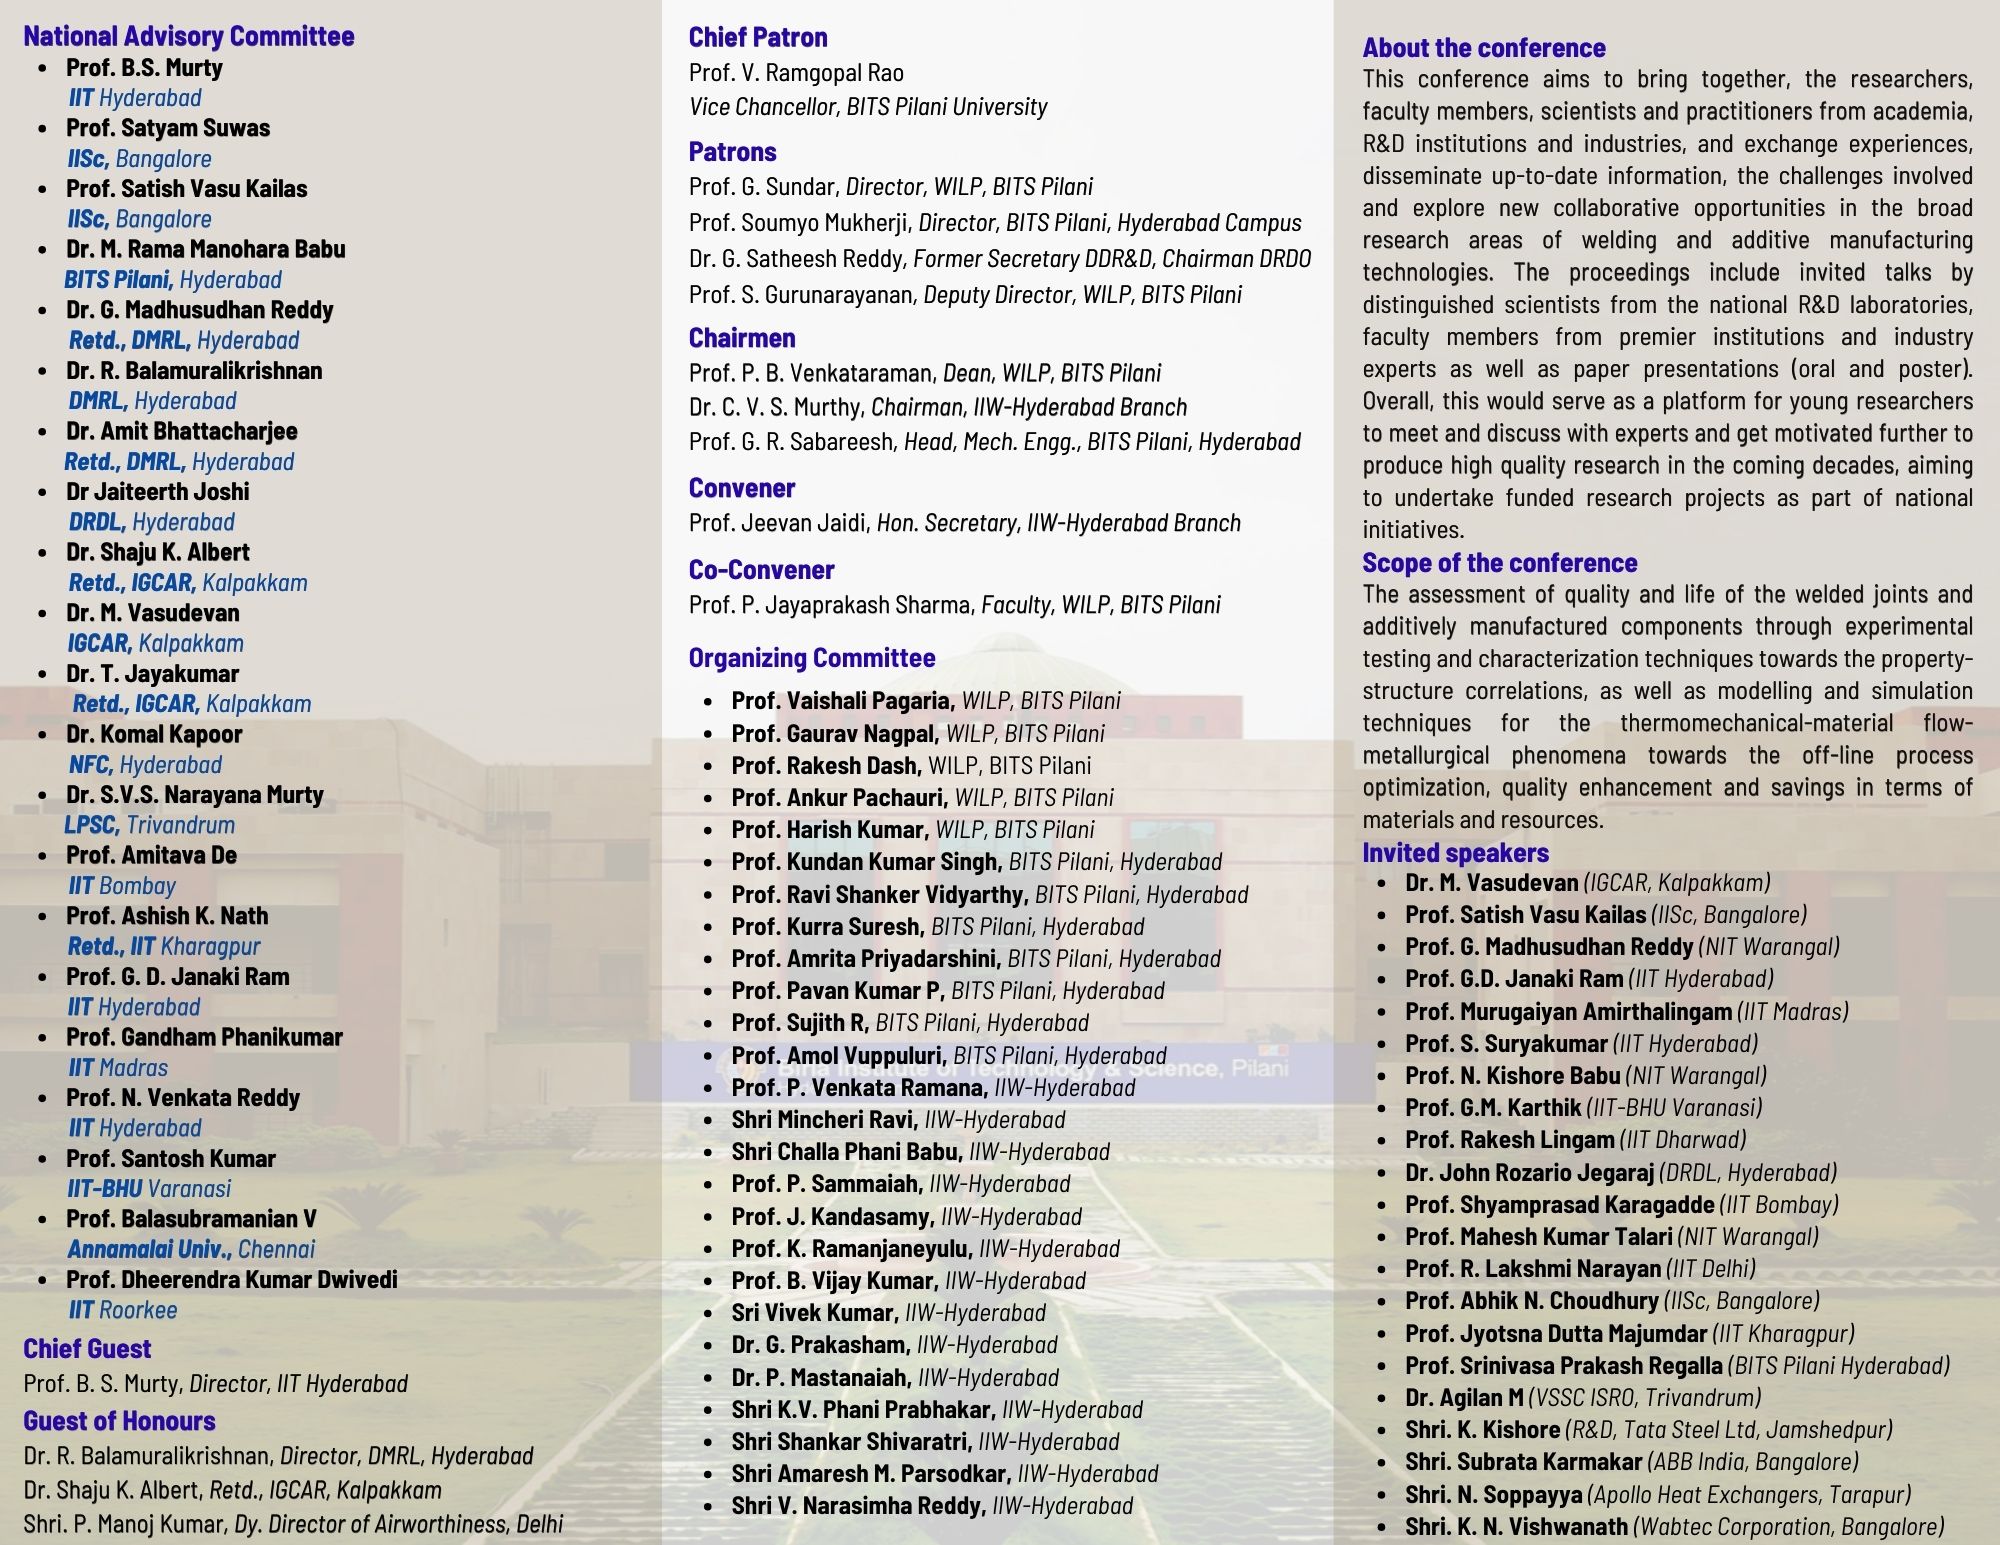 National Advisory Committee
• Prof. B.S. Murty
IIT Hyderabad
• Prof. Satyam Suwas
IISc, Bangalore
• Prof. Satish Vasu Kailas
IISc, Bangalore
• Dr. M. Rama Manohara Babu
BITS Pilani, Hyderabad
• Dr. G. Madhusudhan Reddy
Retd., DMRL, Hyderabad
• Dr. R. Balamuralikrishnan
DMRL, Hyderabad
• Dr. Amit Bhattacharjee
Retd., DMRL, Hyderabad
• Dr Jaiteerth Joshi
DRDL, Hyderabad
• Dr. Shaju K. Albert
Retd., IGCAR, Kalpakkam
• Dr. M. Vasudevan
IGCAR, Kalpakkam
• Dr. T. Jayakumar
Retd., IGCAR, Kalpakkam
• Dr. Komal Kapoor
NFC, Hyderabad
• Dr. S.V.S. Narayana Murty
LPSC, Trivandrum
• Prof. Amitava De
IIT Bombay
• Prof. Ashish K. Nath
Retd., IIT Kharagpur
• Prof. G. D. Janaki Ram
IIT Hyderabad
• Prof. Gandham Phanikumar
IIT Madras
• Prof. N. Venkata Reddy
IIT Hyderabad
• Prof. Santosh Kumar
IIT-BHU Varanasi
• Prof. Balasubramanian V
Annamalai Univ., Chennai
• Prof. Dheerendra Kumar Dwivedi
IIT Roorkee
Chief Guest
Prof. B. S. Murty, Director, IIT Hyderabad
Guest of Honours
Dr. R. Balamuralikrishnan, Director, DMRL, Hyderabad
Dr. Shaju K. Albert, Retd., IGCAR, Kalpakkam
Shri. P. Manoj Kumar, Dy. Director of Airworthiness, Delhi
Chief Patron
Prof. V. Ramgopal Rao
Vice Chancellor, BITS Pilani University
Patrons
Prof. G. Sundar, Director, WILP, BITS Pilani
Prof. Soumyo Mukherji, Director, BITS Pilani, Hyderabad Campus
Dr. G. Satheesh Reddy, Former Secretary DDR&D, Chairman DRDO
Prof. S. Gurunarayanan, Deputy Director, WILP, BITS Pilani
Chairmen
Prof. P. B. Venkataraman, Dean, WILP, BITS Pilani
Dr. C. V. S. Murthy, Chairman, IIW-Hyderabad Branch
Prof. G. R. Sabareesh, Head, Mech. Engg., BITS Pilani, Hyderabad
Convener
Prof. Jeevan Jaidi, Hon. Secretary, IIW-Hyderabad Branch
Co-Convener
Prof. P. Jayaprakash Sharma, Faculty, WILP, BITS Pilani
Organizing Committee
• Prof. Vaishali Pagaria, WILP, BITS Pilani
• Prof. Gaurav Nagpal, WILP, BITS Pilani
• Prof. Rakesh Dash, WILP, BITS Pilani
• Prof. Ankur Pachauri, WILP, BITS Pilani
• Prof. Harish Kumar, WILP, BITS Pilani
• Prof. Kundan Kumar Singh, BITS Pilani, Hyderabad
• Prof. Ravi Shanker Vidyarthy, BITS Pilani, Hyderabad
• Prof. Kurra Suresh, BITS Pilani, Hyderabad
• Prof. Amrita Priyadarshini, BITS Pilani, Hyderabad
• Prof. Pavan Kumar P, BITS Pilani, Hyderabad
• Prof. Sujith R, BITS Pilani, Hyderabad
• Prof. Amol Vuppuluri, BITS Pilani, Hyderabad
Birla Institute of Technology & Science, Pilani
• Prof. P. Venkata Ramana, IIW-Hyderabad
• Shri Mincheri Ravi, IIW-Hyderabad
• Shri Challa Phani Babu, IIW-Hyderabad
• Prof. P. Sammaiah, IIW-Hyderabad
• Prof. J. Kandasamy, IIW-Hyderabad
• Prof. K. Ramanjaneyulu, IIW-Hyderabad
• Prof. B. Vijay Kumar, IIW-Hyderabad
• Sri Vivek Kumar, IIW-Hyderabad
• Dr. G. Prakasham, IIW-Hyderabad
• Dr. P. Mastanaiah, IIW-Hyderabad
• Shri K.V. Phani Prabhakar, IIW-Hyderabad
• Shri Shankar Shivaratri, IIW-Hyderabad
• Shri Amaresh M. Parsodkar, IIW-Hyderabad
• Shri V. Narasimha Reddy, IIW-Hyderabad
About the conference
This conference aims to bring together, the researchers,
faculty members, scientists and practitioners from academia,
R&D institutions and industries, and exchange experiences,
disseminate up-to-date information, the challenges involved
and explore new collaborative opportunities in the broad
research areas of welding and additive manufacturing
technologies. The proceedings include invited talks by
distinguished scientists from the national R&D laboratories,
faculty members from premier institutions and industry
experts as well as paper presentations (oral and poster).
Overall, this would serve as a platform for young researchers
to meet and discuss with experts and get motivated further to
produce high quality research in the coming decades, aiming
to undertake funded research projects as part of national
initiatives.
Scope of the conference
The assessment of quality and life of the welded joints and
additively manufactured components through experimental
testing and characterization techniques towards the property-
structure correlations, as well as modelling and simulation
techniques for the thermomechanical-material flow-
metallurgical phenomena towards the off-line process
optimization, quality enhancement and savings in terms of
materials and resources.
Invited speakers
• Dr. M. Vasudevan (IGCAR, Kalpakkam)
• Prof. Satish Vasu Kailas (IISc, Bangalore)
• Prof. G. Madhusudhan Reddy (NIT Warangal)
• Prof. G.D. Janaki Ram (IIT Hyderabad)
• Prof. Murugaiyan Amirthalingam (IIT Madras)
• Prof. S. Suryakumar (IIT Hyderabad)
• Prof. N. Kishore Babu (NIT Warangal)
• Prof. G.M. Karthik (IIT-BHU Varanasi)
• Prof. Rakesh Lingam (IIT Dharwad)
• Dr. John Rozario Jegaraj (DRDL, Hyderabad)
• Prof. Shyamprasad Karagadde (IIT Bombay)
• Prof. Mahesh Kumar Talari (NIT Warangal)
• Prof. R. Lakshmi Narayan (IIT Delhi)
• Prof. Abhik N. Choudhury (IISc, Bangalore)
• Prof. Jyotsna Dutta Majumdar (IIT Kharagpur)
• Prof. Srinivasa Prakash Regalla (BITS Pilani Hyderabad)
• Dr. Agilan M (VSSC ISRO, Trivandrum)
• Shri. K. Kishore (R&D, Tata Steel Ltd, Jamshedpur)
• Shri. Subrata Karmakar (ABB India, Bangalore)
• Shri. N. Soppayya (Apollo Heat Exchangers, Tarapur)
• Shri. K. N. Vishwanath (Wabtec Corporation, Bangalore)